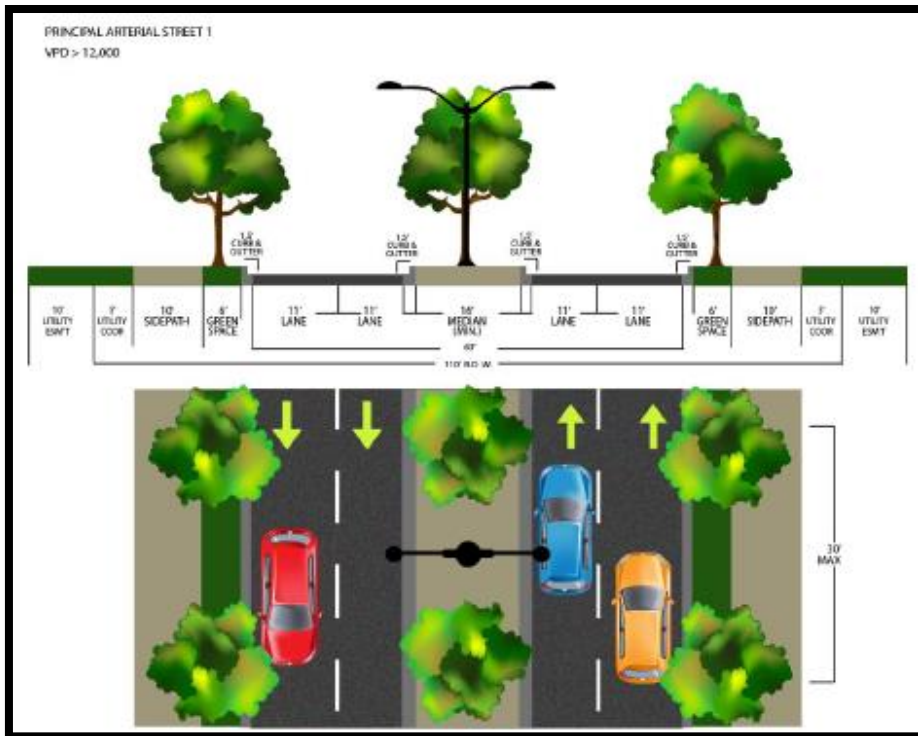 PRINCIPAL ARTERIAL STREET 1
VPD > 12,000
1.5'
CURB &
GUTTER
1.5'
CURB &
GUTTER
1.5'
CURB &
GUTTER
1.5'
CURB &
GUTTER
10'
UTILITY
ESM'T
UTILITY
COOR
10'
SIDEPATH
6'
GREEN
SPACE
11'
LANE
11'
LANE
16'
MEDIAN
(MIN.)
11'
LANE
11'
LANE
6'
GREEN
SPACE
10'
SIDEPATH
UTILITY
COOR
10'
UTILITY
ESM'T
110' R.O.W.
30'
MAX